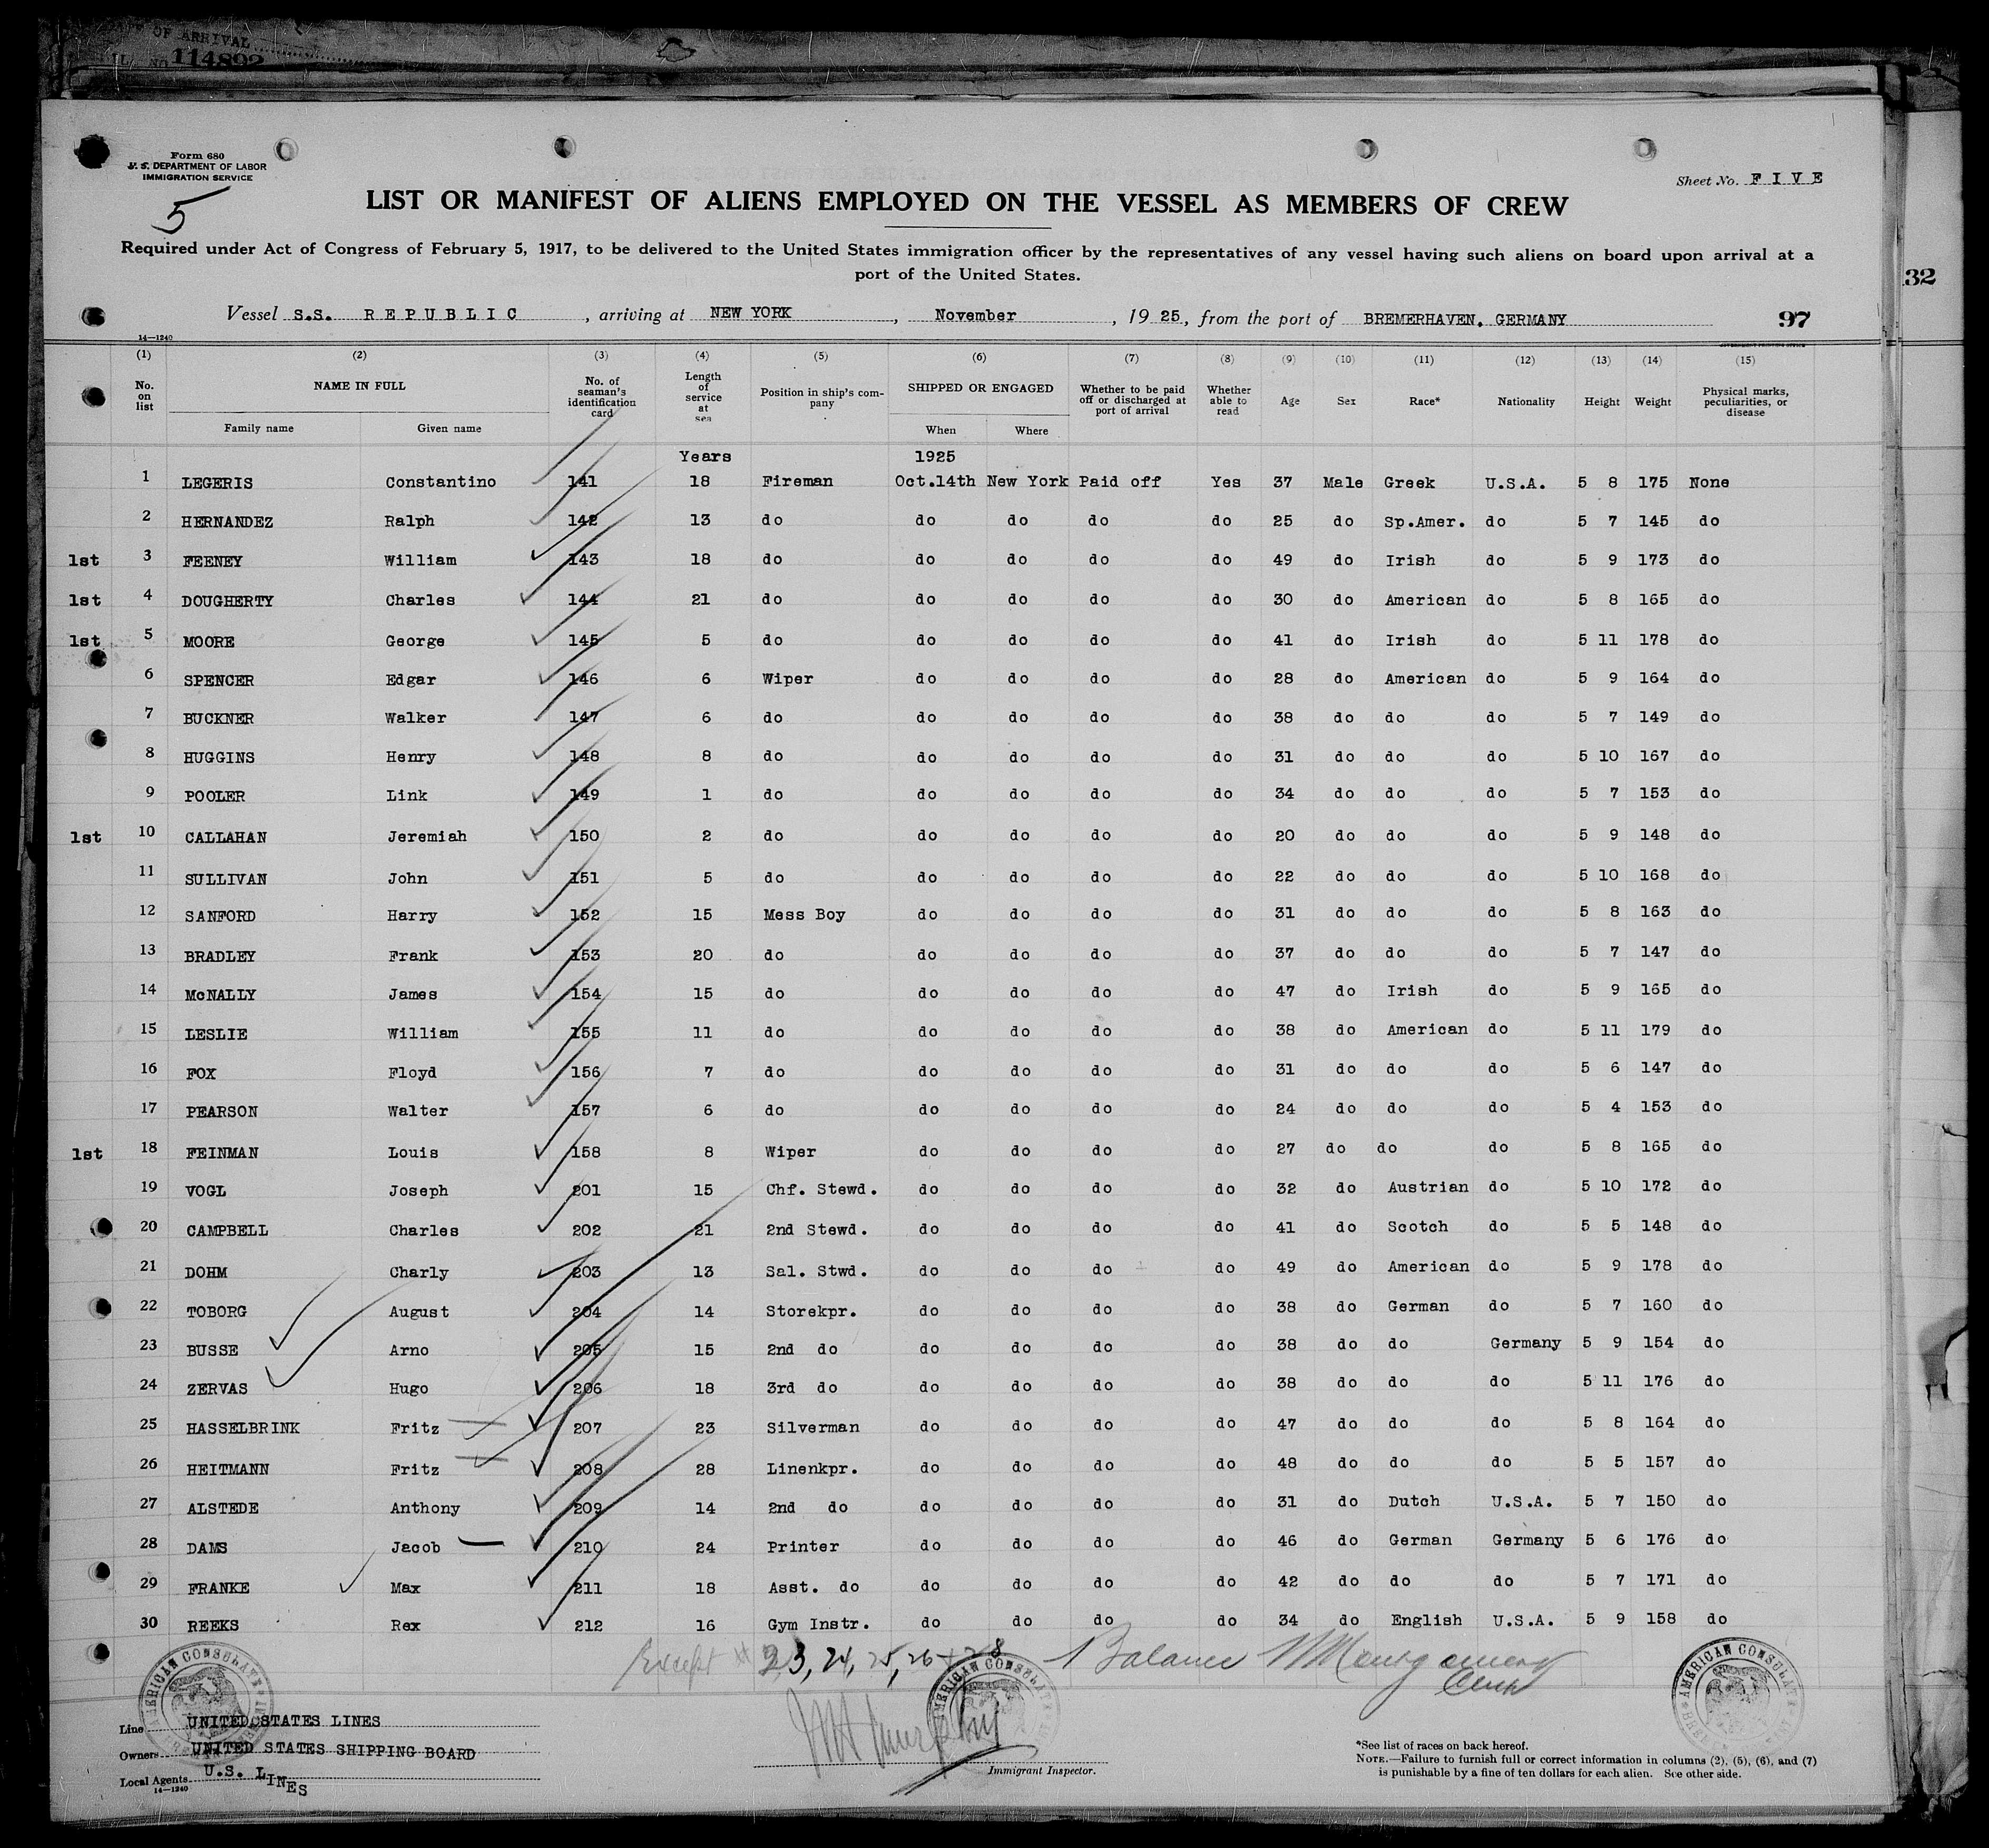 OF ARRIVAL
NO 114892
Form 680
U. S. DEPARTMENT OF LABOR
IMMIGRATION SERVICE
5
Sheet No. FIVE
LIST OR MANIFEST OF ALIENS EMPLOYED ON THE VESSEL AS MEMBERS OF CREW
Required under Act of Congress of February 5, 1917, to be delivered to the United States immigration officer by the representatives of any vessel having such aliens on board upon arrival at a
port of the United States.
32
Vessel S.S. REPUBLIC, arriving at NEW YORK, November, 1925, from the port of BREMERHAVEN, GERMANY 97
14—1240
(1) (2) (3) (4) (5) (6) (7) (8) (9) (10) (11) (12) (13) (14) (15)
No. on list NAME IN FULL Family name Given name No. of seaman's identification card Length of service at sea Position in ship's company SHIPPED OR ENGAGED When Where Whether to be paid off or discharged at port of arrival Whether able to read Age Sex Race* Nationality Height Weight Physical marks, peculiarities, or disease
Years 1925
1 LEGERIS Constantino 141 18 Fireman Oct.14th New York Paid off Yes 37 Male Greek U.S.A. 5 8 175 None
2 HERNANDEZ Ralph 142 13 do do do do do 25 do Sp.Amer. do 5 7 145 do
1st 3 FEENEY William 143 18 do do do do do 49 do Irish do 5 9 173 do
1st 4 DOUGHERTY Charles 144 21 do do do do do 30 do American do 5 8 165 do
1st 5 MOORE George 145 5 do do do do do 41 do Irish do 5 11 178 do
6 SPENCER Edgar 146 6 Wiper do do do do 28 do American do 5 9 164 do
7 BUCKNER Walker 147 6 do do do do do 38 do do do 5 7 149 do
8 HUGGINS Henry 148 8 do do do do do 31 do do do 5 10 167 do
9 POOLER Link 149 1 do do do do do 34 do do do 5 7 153 do
1st 10 CALLAHAN Jeremiah 150 2 do do do do do 20 do do do 5 9 148 do
11 SULLIVAN John 151 5 do do do do do 22 do do do 5 10 168 do
12 SANFORD Harry 152 15 Mess Boy do do do do 31 do do do 5 8 163 do
13 BRADLEY Frank 153 20 do do do do do 37 do do do 5 7 147 do
14 McNALLY James 154 15 do do do do do 47 do Irish do 5 9 165 do
15 LESLIE William 155 11 do do do do do 38 do American do 5 11 179 do
16 FOX Floyd 156 7 do do do do do 31 do do do 5 6 147 do
17 PEARSON Walter 157 6 do do do do do 24 do do do 5 4 153 do
1st 18 FEINMAN Louis 158 8 Wiper do do do do 27 do do do 5 8 165 do
19 VOGL Joseph 201 15 Chf. Stewd. do do do do 32 do Austrian do 5 10 172 do
20 CAMPBELL Charles 202 21 2nd Stewd. do do do do 41 do Scotch do 5 5 148 do
21 DOHM Charly 203 13 Sal. Stwd. do do do do 49 do American do 5 9 178 do
22 TOBORG August 204 14 Storekpr. do do do do 38 do German do 5 7 160 do
23 BUSSE Arno 205 15 2nd do do do do do 38 do do Germany 5 9 154 do
24 ZERVAS Hugo 206 18 3rd do do do do do 38 do do do 5 11 176 do
25 HASSELBRINK Fritz 207 23 Silverman do do do do 47 do do do 5 8 164 do
26 HEITMANN Fritz 208 28 Linenkpr. do do do do 48 do do do 5 5 157 do
27 ALSTEDE Anthony 209 14 2nd do do do do do 31 do Dutch U.S.A. 5 7 150 do
28 DAMS Jacob 210 24 Printer do do do do 46 do German Germany 5 6 176 do
29 FRANKE Max 211 18 Asst. do do do do do 42 do do do 5 7 171 do
30 REEKS Rex 212 16 Gym Instr. do do do do 34 do English U.S.A. 5 9 158 do
Except # 23, 24, 25, 26 + 28 Balance Montgomery
Clerk
AMERICAN CONSULATE
AMERICAN CONSULATE
AMERICAN CONSULATE
Line UNITED STATES LINES
Owners UNITED STATES SHIPPING BOARD
Local Agents U.S. LINES
14—1240
Immigrant Inspector.
*See list of races on back hereof.
NOTE.—Failure to furnish full or correct information in columns (2), (5), (6), and (7)
is punishable by a fine of ten dollars for each alien. See other side.